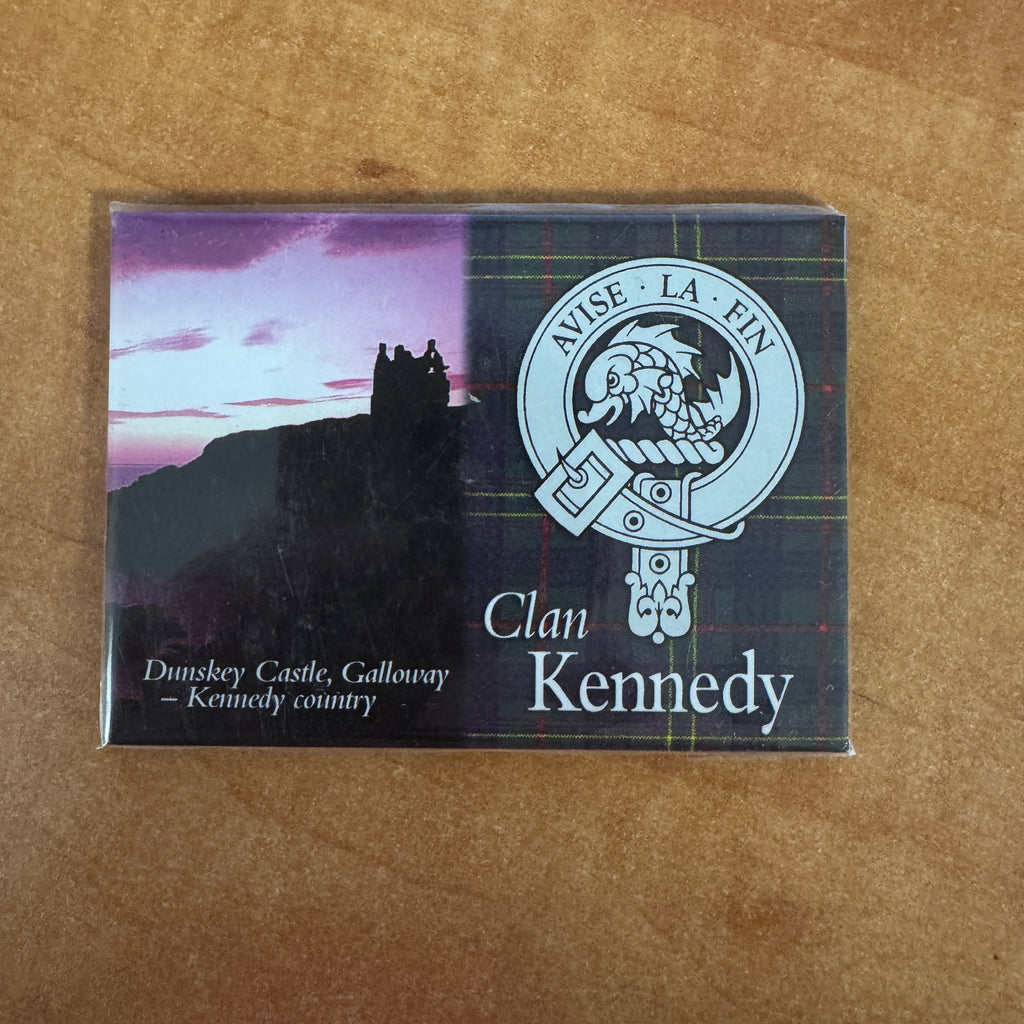 AVISE · LA · FIN
Clan
Kennedy
Dunskey Castle, Galloway
– Kennedy country